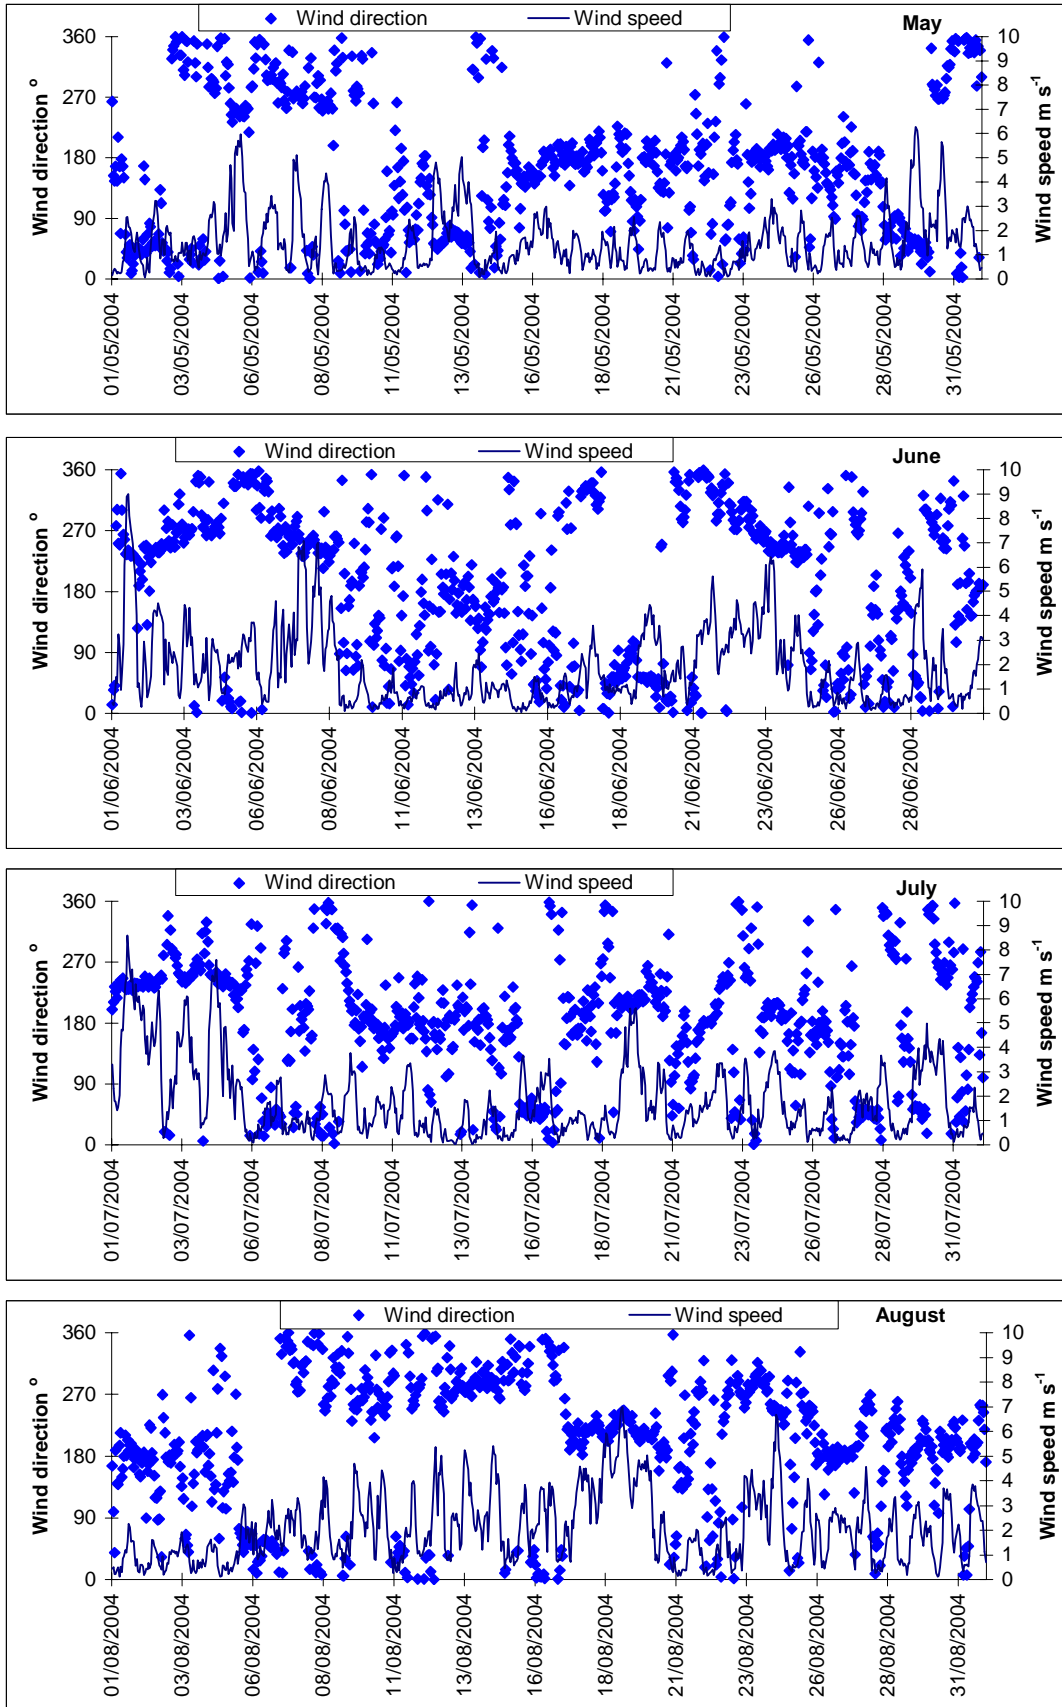 Wind direction Wind speed May
360 270 180 90 0
Wind direction °
10 9 8 7 6 5 4 3 2 1 0
Wind speed m s-1
01/05/2004 03/05/2004 06/05/2004 08/05/2004 11/05/2004 13/05/2004 16/05/2004 18/05/2004 21/05/2004 23/05/2004 26/05/2004 28/05/2004 31/05/2004
Wind direction Wind speed June
360 270 180 90 0
Wind direction °
10 9 8 7 6 5 4 3 2 1 0
Wind speed m s-1
01/06/2004 03/06/2004 06/06/2004 08/06/2004 11/06/2004 13/06/2004 16/06/2004 18/06/2004 21/06/2004 23/06/2004 26/06/2004 28/06/2004
Wind direction Wind speed July
360 270 180 90 0
Wind direction °
10 9 8 7 6 5 4 3 2 1 0
Wind speed m s-1
01/07/2004 03/07/2004 06/07/2004 08/07/2004 11/07/2004 13/07/2004 16/07/2004 18/07/2004 21/07/2004 23/07/2004 26/07/2004 28/07/2004 31/07/2004
Wind direction Wind speed August
360 270 180 90 0
Wind direction °
10 9 8 7 6 5 4 3 2 1 0
Wind speed m s-1
01/08/2004 03/08/2004 06/08/2004 08/08/2004 11/08/2004 13/08/2004 16/08/2004 18/08/2004 21/08/2004 23/08/2004 26/08/2004 28/08/2004 31/08/2004